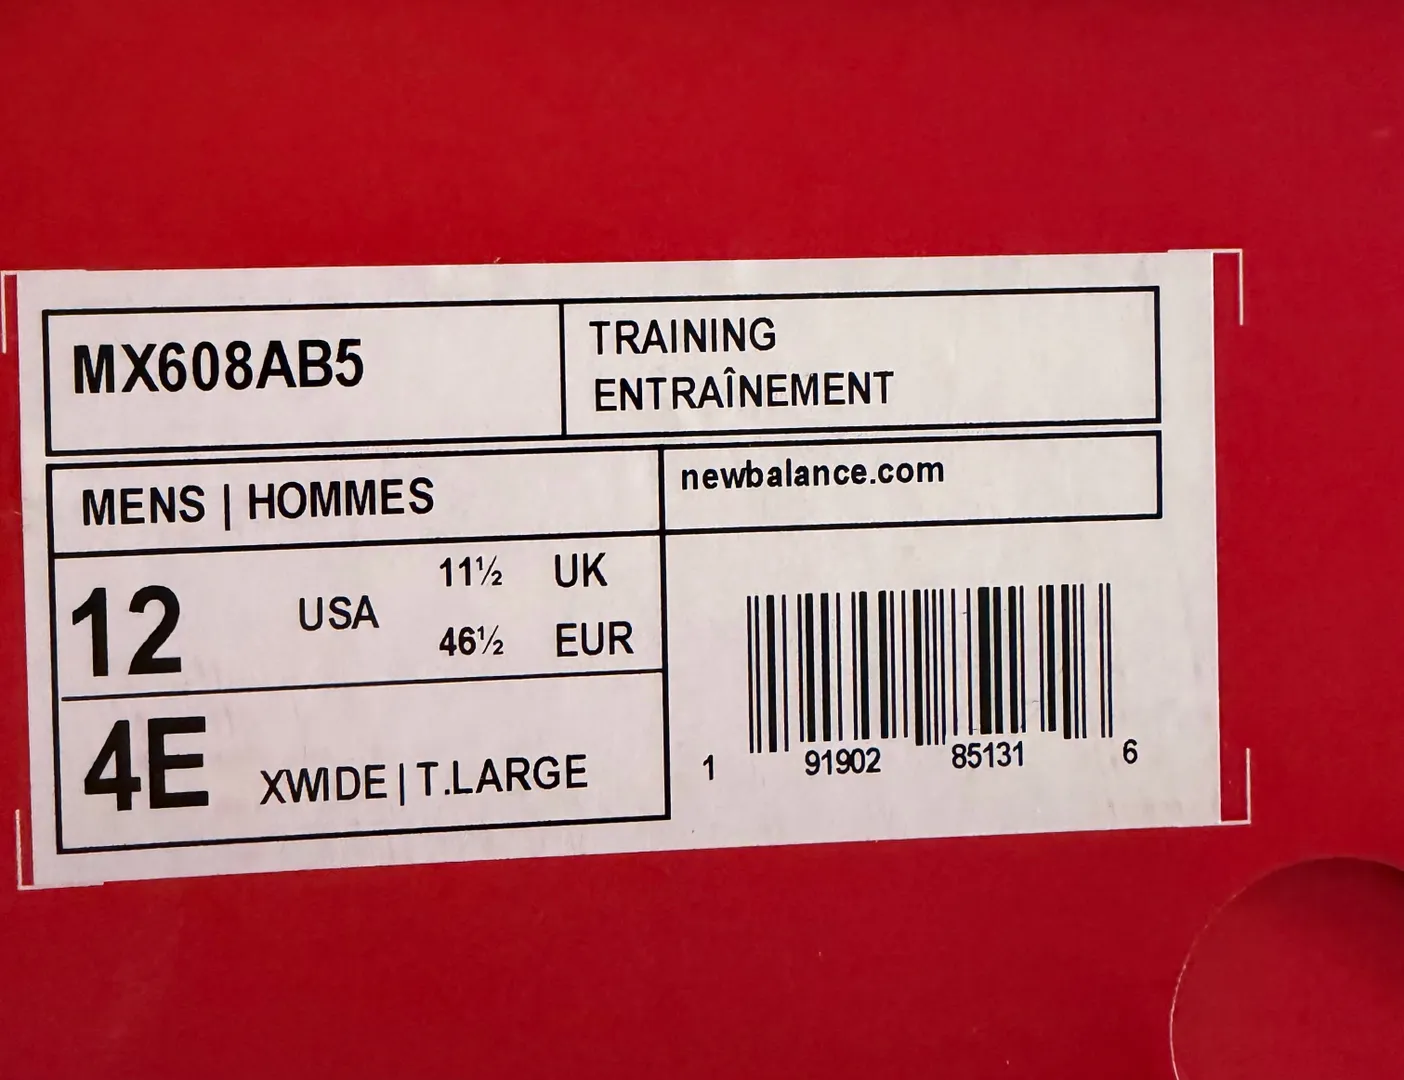 MX608AB5
TRAINING
ENTRAÎNEMENT
MENS | HOMMES
newbalance.com
12 USA
11½ UK
46½ EUR
4E XWIDE | T.LARGE
1 91902 85131 6